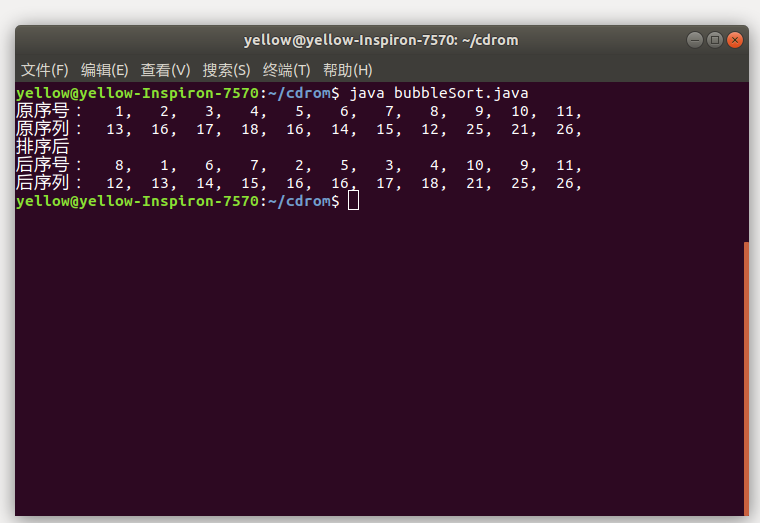 yellow@yellow-Inspiron-7570: ~/cdrom
文件(F) 编辑(E) 查看(V) 搜索(S) 终端(T) 帮助(H)
yellow@yellow-Inspiron-7570:~/cdrom$ java bubbleSort.java
原序号： 1, 2, 3, 4, 5, 6, 7, 8, 9, 10, 11,
原序列： 13, 16, 17, 18, 16, 14, 15, 12, 25, 21, 26,
排序后
后序号： 8, 1, 6, 7, 2, 5, 3, 4, 10, 9, 11,
后序列： 12, 13, 14, 15, 16, 16, 17, 18, 21, 25, 26,
yellow@yellow-Inspiron-7570:~/cdrom$